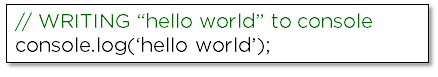 // WRITING “hello world” to console
console.log(‘hello world’);